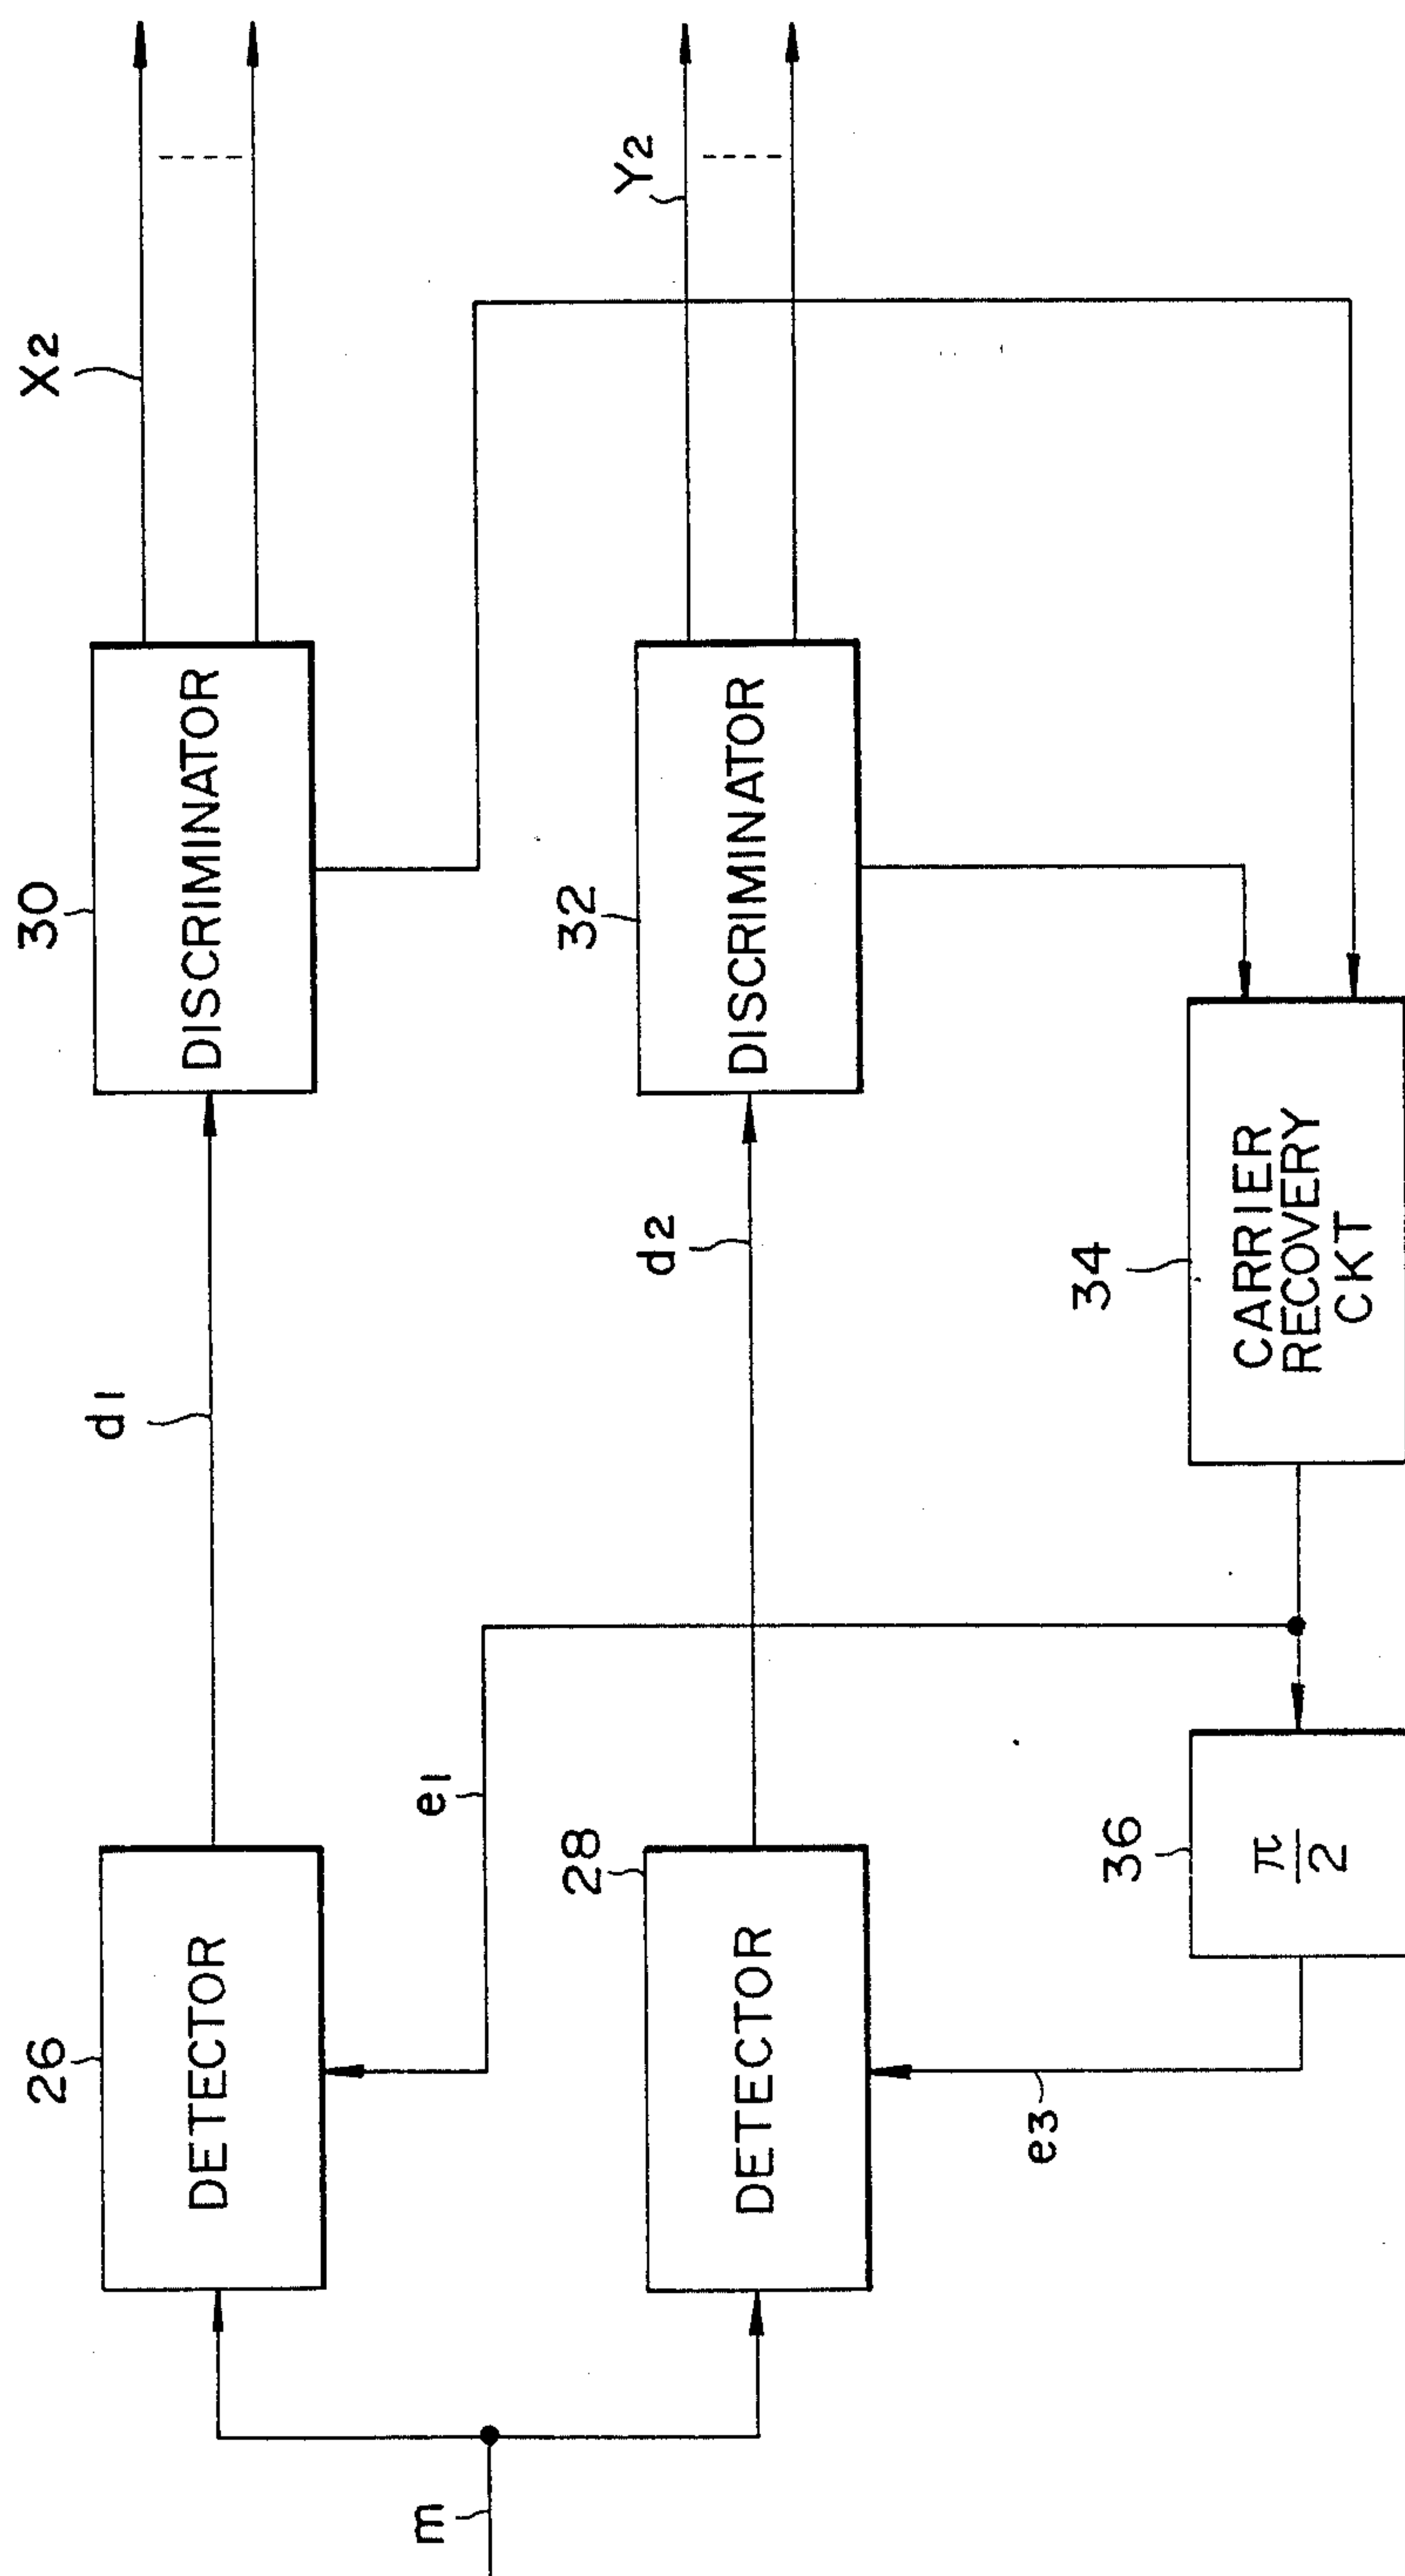 m
26
DETECTOR
d1
30
DISCRIMINATOR
X2
e1
28
DETECTOR
d2
32
DISCRIMINATOR
Y2
e3
36
π
2
34
CARRIER
RECOVERY
CKT